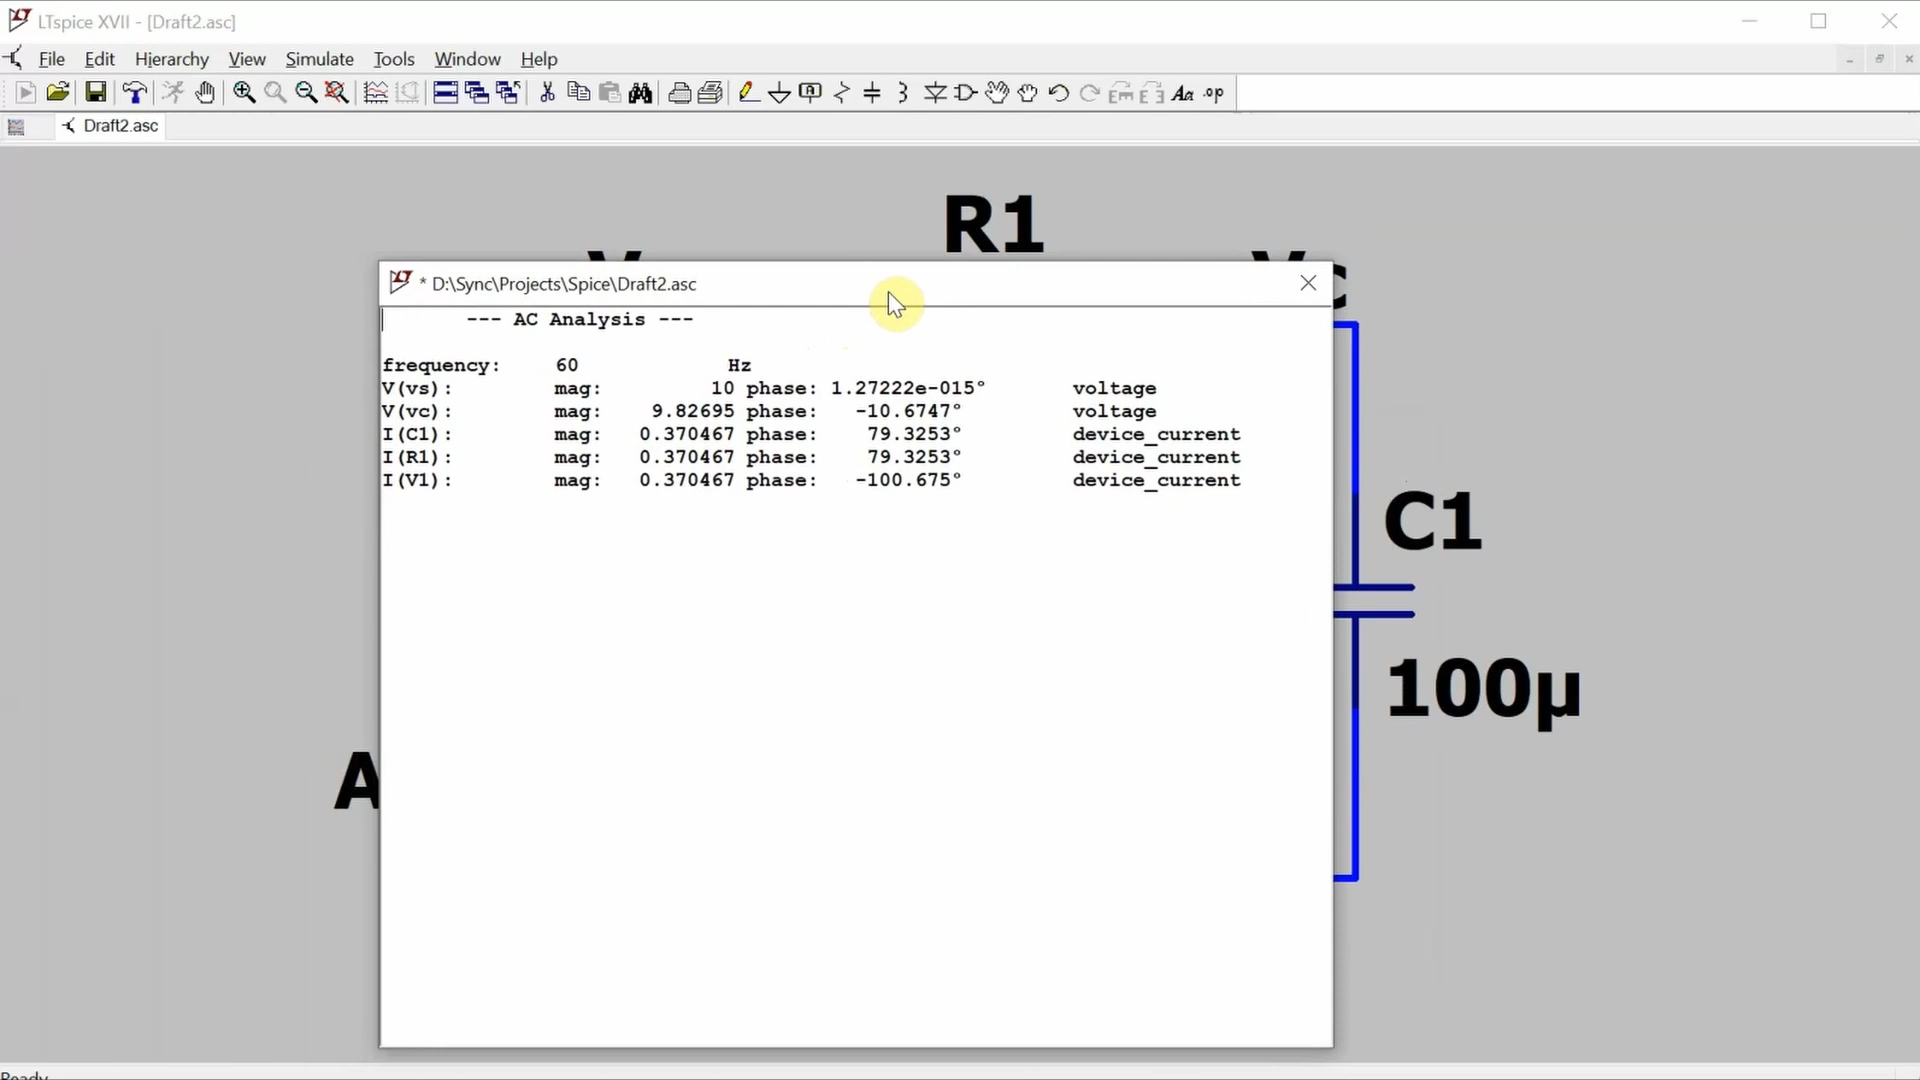 LTspice XVII - [Draft2.asc]
File Edit Hierarchy View Simulate Tools Window Help
Aa .op
Draft2.asc
R1
* D:\Sync\Projects\Spice\Draft2.asc
--- AC Analysis ---
frequency: 60 Hz
V(vs): mag: 10 phase: 1.27222e-015° voltage
V(vc): mag: 9.82695 phase: -10.6747° voltage
I(C1): mag: 0.370467 phase: 79.3253° device_current
I(R1): mag: 0.370467 phase: 79.3253° device_current
I(V1): mag: 0.370467 phase: -100.675° device_current
C1
100µ
A
Ready